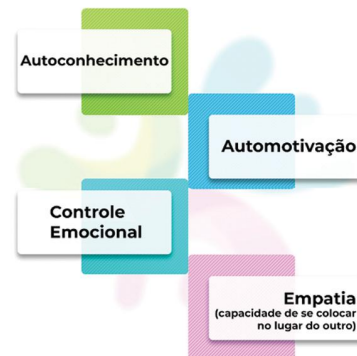 Autoconhecimento
Automotivação
Controle
Emocional
Empatia
(capacidade de se colocar
no lugar do outro)